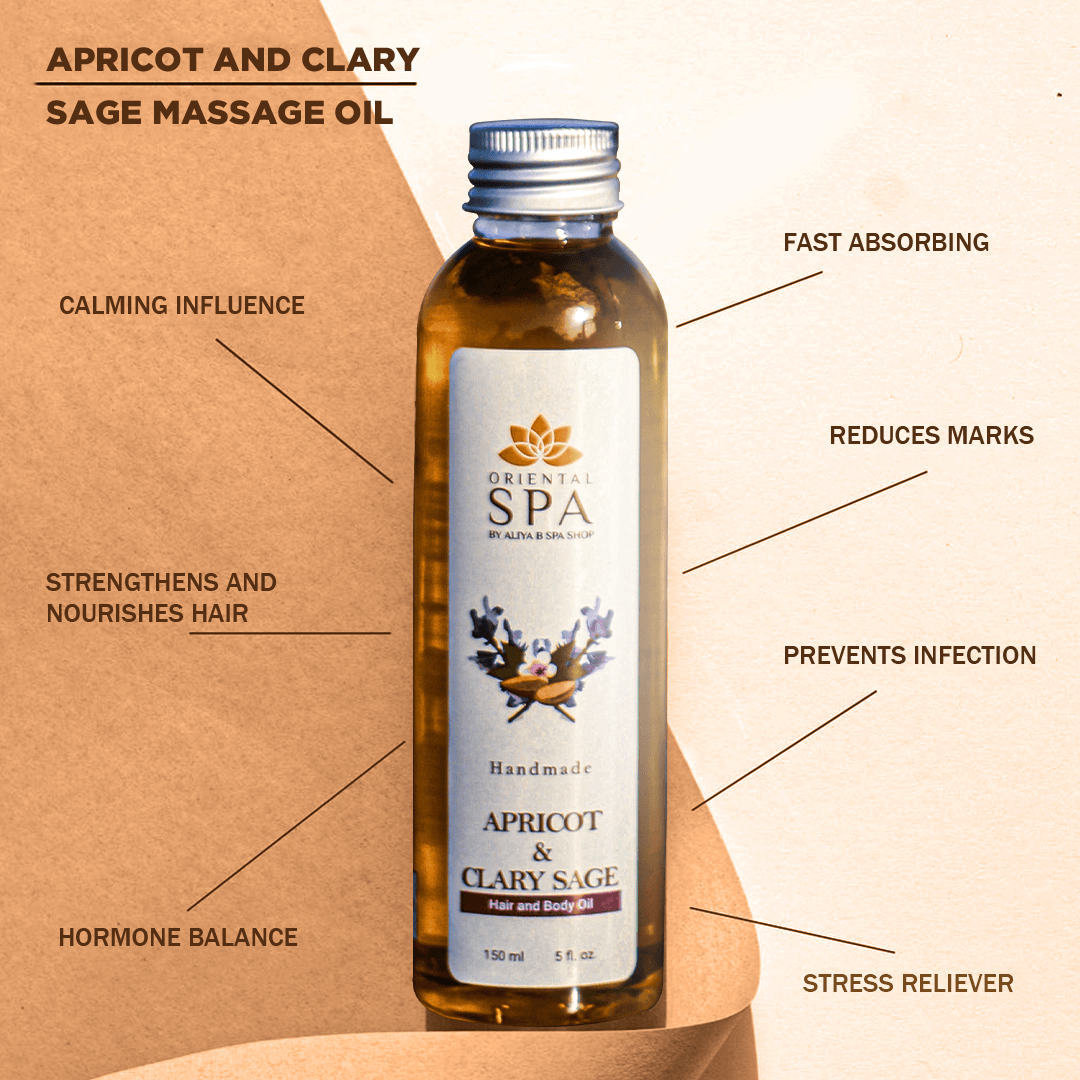 APRICOT AND CLARY
SAGE MASSAGE OIL
CALMING INFLUENCE
STRENGTHENS AND
NOURISHES HAIR
HORMONE BALANCE
FAST ABSORBING
REDUCES MARKS
PREVENTS INFECTION
STRESS RELIEVER
ORIENTAL
SPA
BY ALIYA B SPA SHOP
Handmade
APRICOT
&
CLARY SAGE
Hair and Body Oil
150 ml 5 fl. oz.